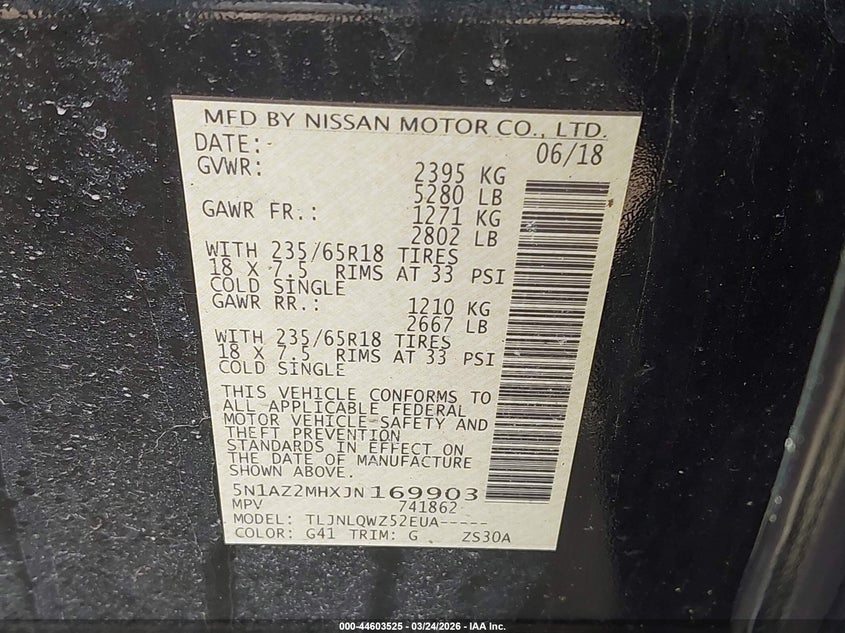 MFD BY NISSAN MOTOR CO., LTD.
DATE: 06/18
GVWR: 2395 KG
5280 LB
GAWR FR.: 1271 KG
2802 LB
WITH 235/65R18 TIRES
18 X 7.5 RIMS AT 33 PSI
COLD SINGLE
GAWR RR.: 1210 KG
2667 LB
WITH 235/65R18 TIRES
18 X 7.5 RIMS AT 33 PSI
COLD SINGLE
THIS VEHICLE CONFORMS TO
ALL APPLICABLE FEDERAL
MOTOR VEHICLE SAFETY AND
THEFT PREVENTION
STANDARDS IN EFFECT ON
THE DATE OF MANUFACTURE
SHOWN ABOVE.
5N1AZ2MHXJN169903
MPV 741862
MODEL: TLJNLQWZ52EUA-----
COLOR: G41 TRIM: G ZS30A
000-44603525 - 03/24/2026 - IAA Inc.